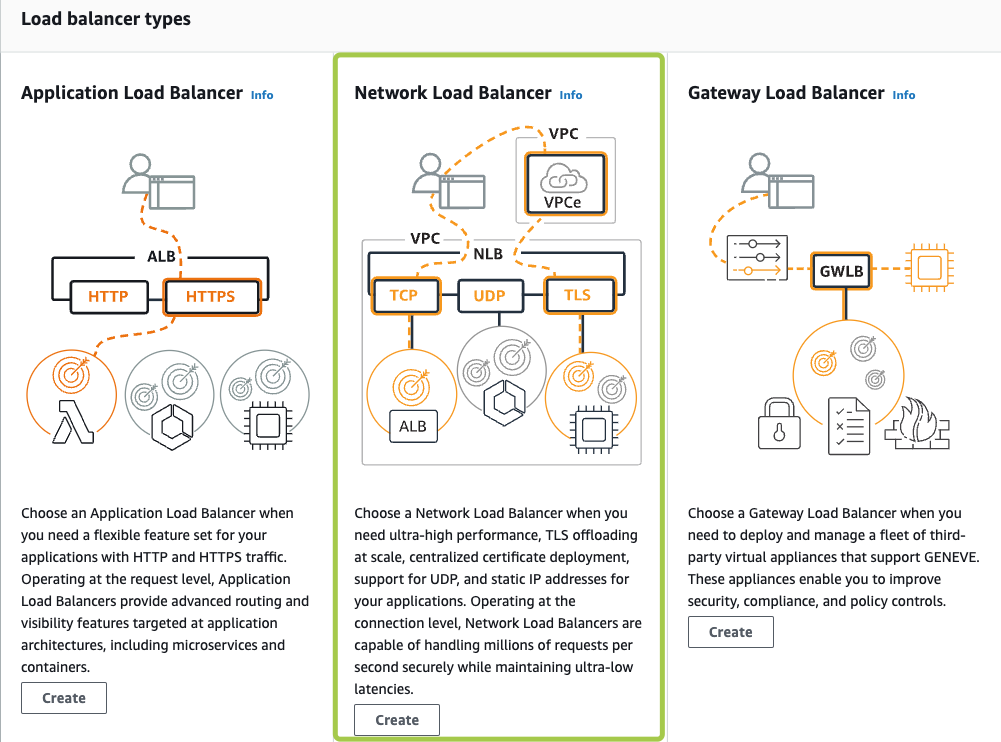 Load balancer types
Application Load Balancer Info
ALB
HTTP
HTTPS
Choose an Application Load Balancer when
you need a flexible feature set for your
applications with HTTP and HTTPS traffic.
Operating at the request level, Application
Load Balancers provide advanced routing and
visibility features targeted at application
architectures, including microservices and
containers.
Create
Network Load Balancer Info
VPC
VPCe
VPC
NLB
TCP
UDP
TLS
ALB
Choose a Network Load Balancer when you
need ultra-high performance, TLS offloading
at scale, centralized certificate deployment,
support for UDP, and static IP addresses for
your applications. Operating at the
connection level, Network Load Balancers are
capable of handling millions of requests per
second securely while maintaining ultra-low
latencies.
Create
Gateway Load Balancer Info
GWLB
Choose a Gateway Load Balancer when you
need to deploy and manage a fleet of third-
party virtual appliances that support GENEVE.
These appliances enable you to improve
security, compliance, and policy controls.
Create